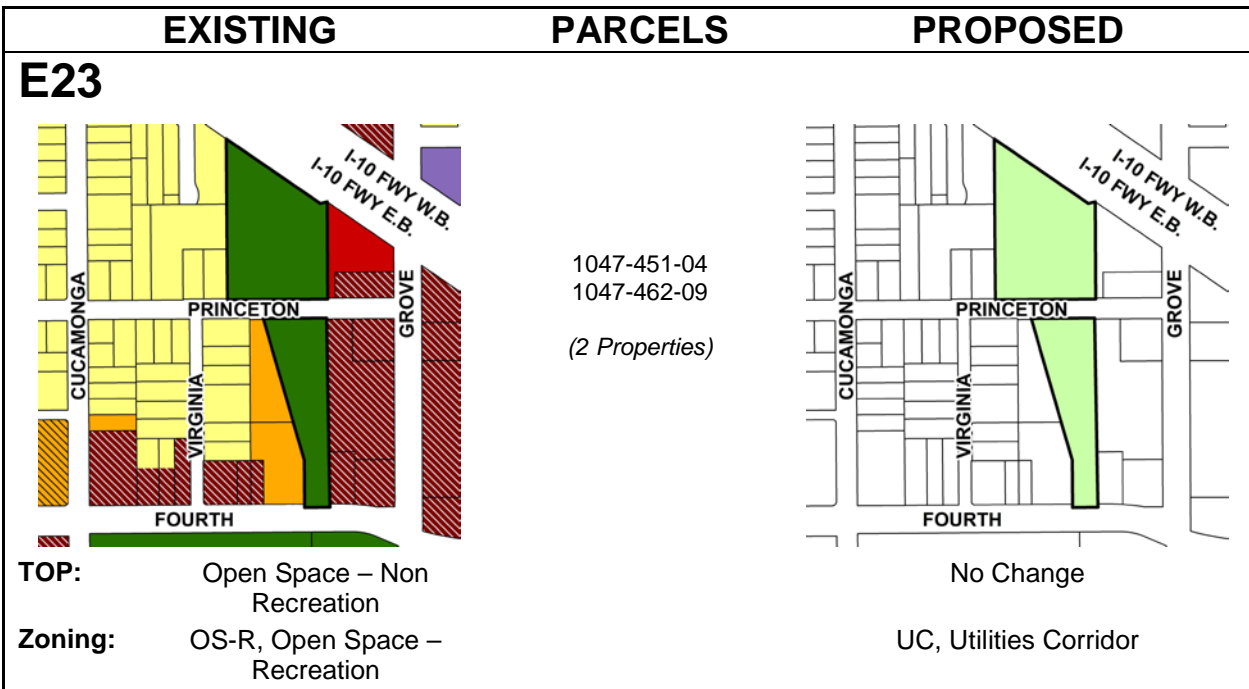 EXISTING PARCELS PROPOSED
E23
I-10 FWY W.B.
I-10 FWY E.B.
CUCAMONGA
PRINCETON
GROVE
VIRGINIA
FOURTH
1047-451-04
1047-462-09
(2 Properties)
I-10 FWY W.B.
I-10 FWY E.B.
CUCAMONGA
PRINCETON
GROVE
VIRGINIA
FOURTH
TOP: Open Space – Non No Change
Recreation
Zoning: OS-R, Open Space – UC, Utilities Corridor
Recreation